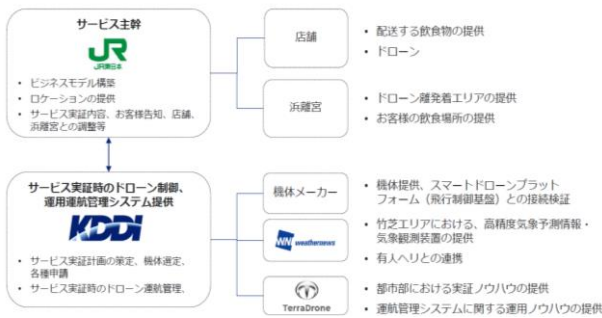 サービス主幹
JR
JR東日本
• ビジネスモデル構築
• ロケーションの提供
• サービス実証内容、お客様告知、店舗、
浜離宮との調整等
店舗
• 配送する飲食物の提供
• ドローン
浜離宮
• ドローン離発着エリアの提供
• お客様の飲食場所の提供
サービス実証時のドローン制御、
運用運航管理システム提供
KDDI
• サービス実証計画の策定、機体選定、
各種申請
• サービス実証時のドローン運航管理、
機体メーカー
• 機体提供、スマートドローンプラット
フォーム（飛行制御基盤）との接続検証
WN weathernews
• 竹芝エリアにおける、高精度気象予測情報・
気象観測装置の提供
• 有人ヘリとの連携
TerraDrone
• 都市部における実証ノウハウの提供
• 運航管理システムに関する運用ノウハウの提供